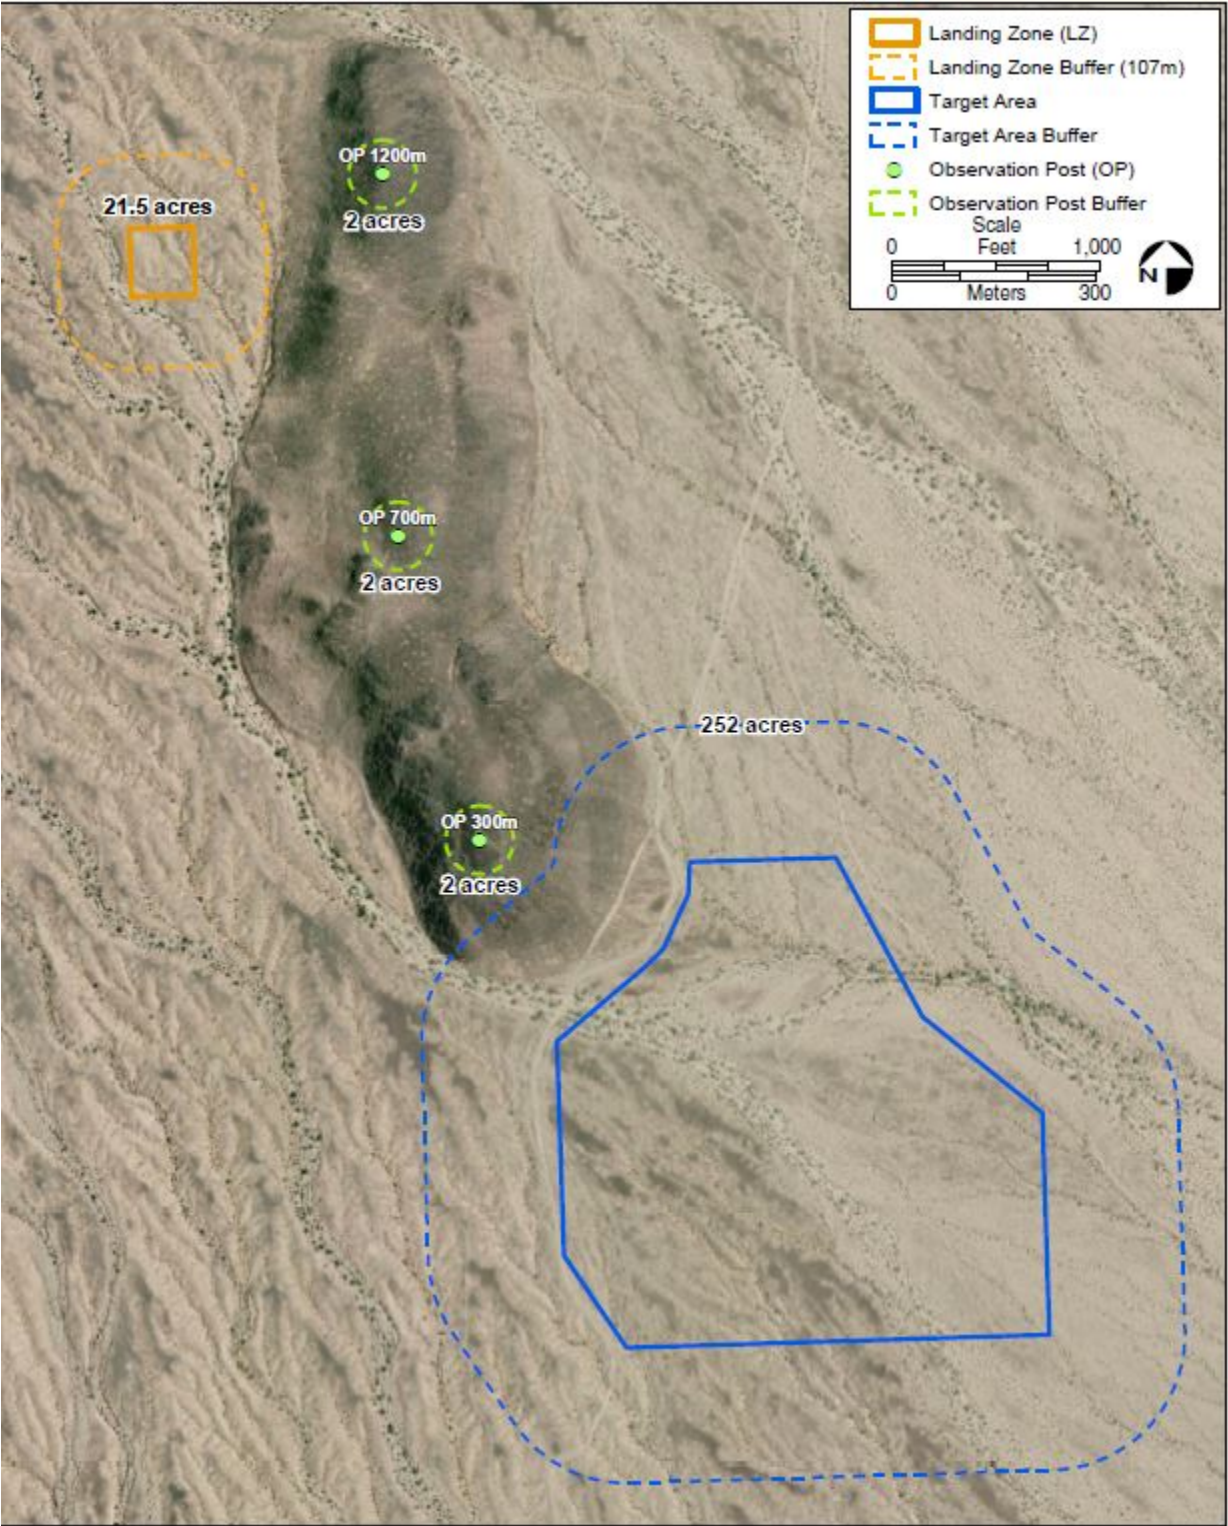 Landing Zone (LZ)
Landing Zone Buffer (107m)
Target Area
Target Area Buffer
Observation Post (OP)
Observation Post Buffer
Scale
0 Feet 1,000
0 Meters 300
N
OP 1200m
2 acres
21.5 acres
OP 700m
2 acres
252 acres
OP 300m
2 acres